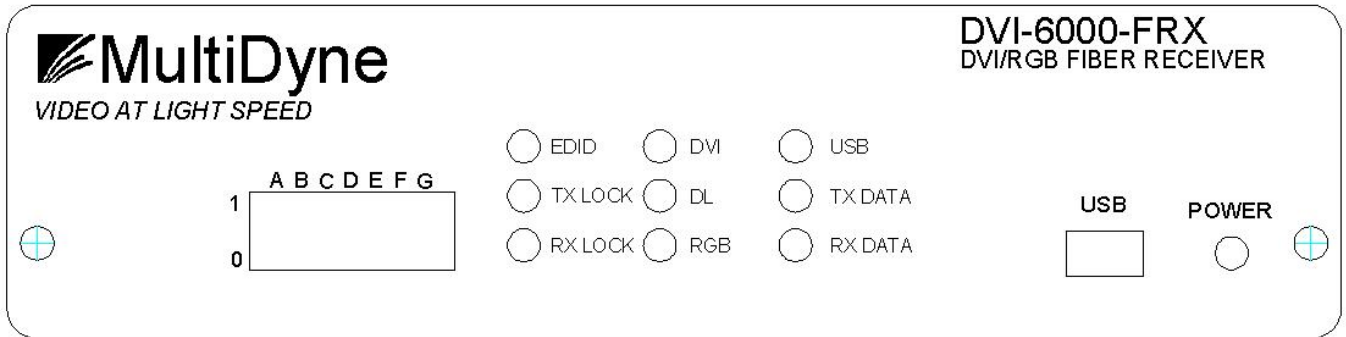 MultiDyne
VIDEO AT LIGHT SPEED
DVI-6000-FRX
DVI/RGB FIBER RECEIVER
EDID DVI USB
A B C D E F G
1
TX LOCK DL TX DATA
USB
POWER
0
RX LOCK RGB RX DATA